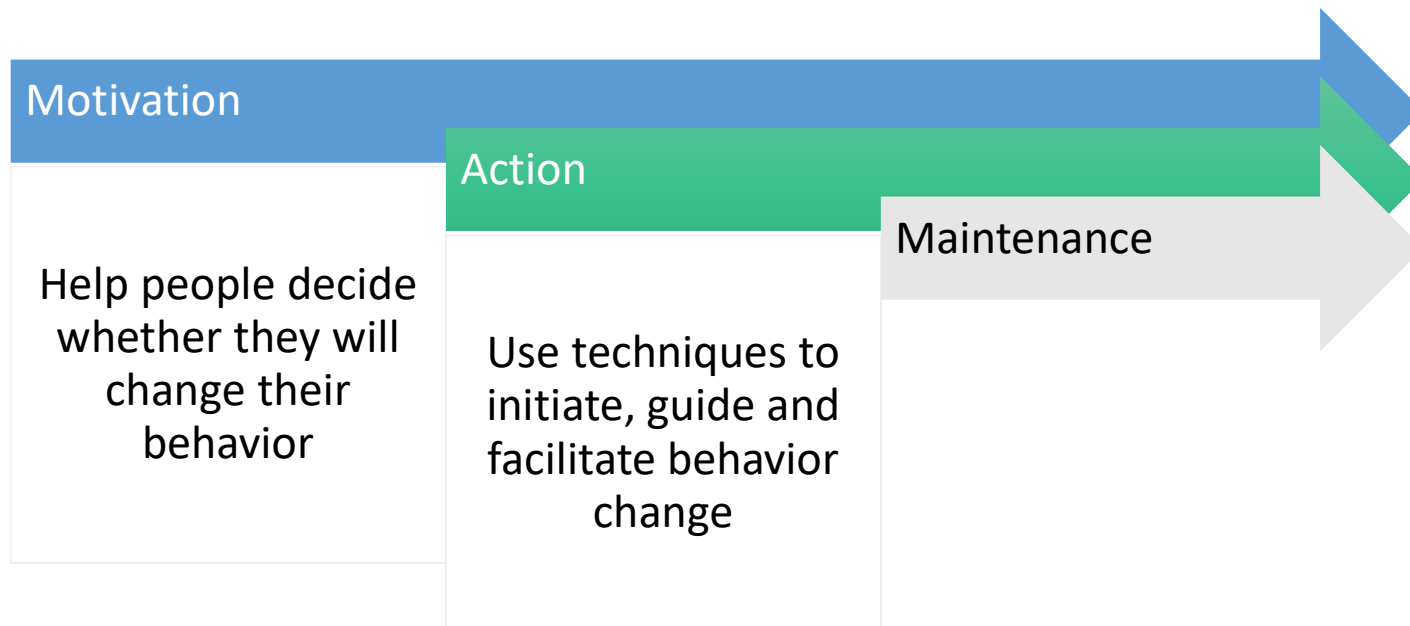 Motivation
Help people decide
whether they will
change their
behavior
Action
Use techniques to
initiate, guide and
facilitate behavior
change
Maintenance